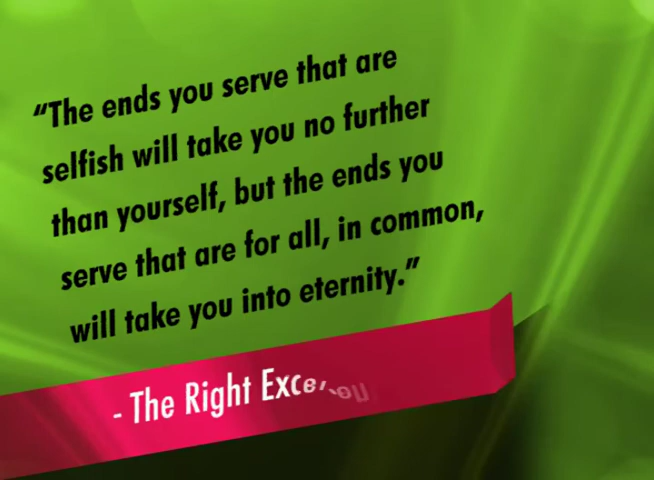 “The ends you serve that are
selfish will take you no further
than yourself, but the ends you
serve that are for all, in common,
will take you into eternity.”
- The Right